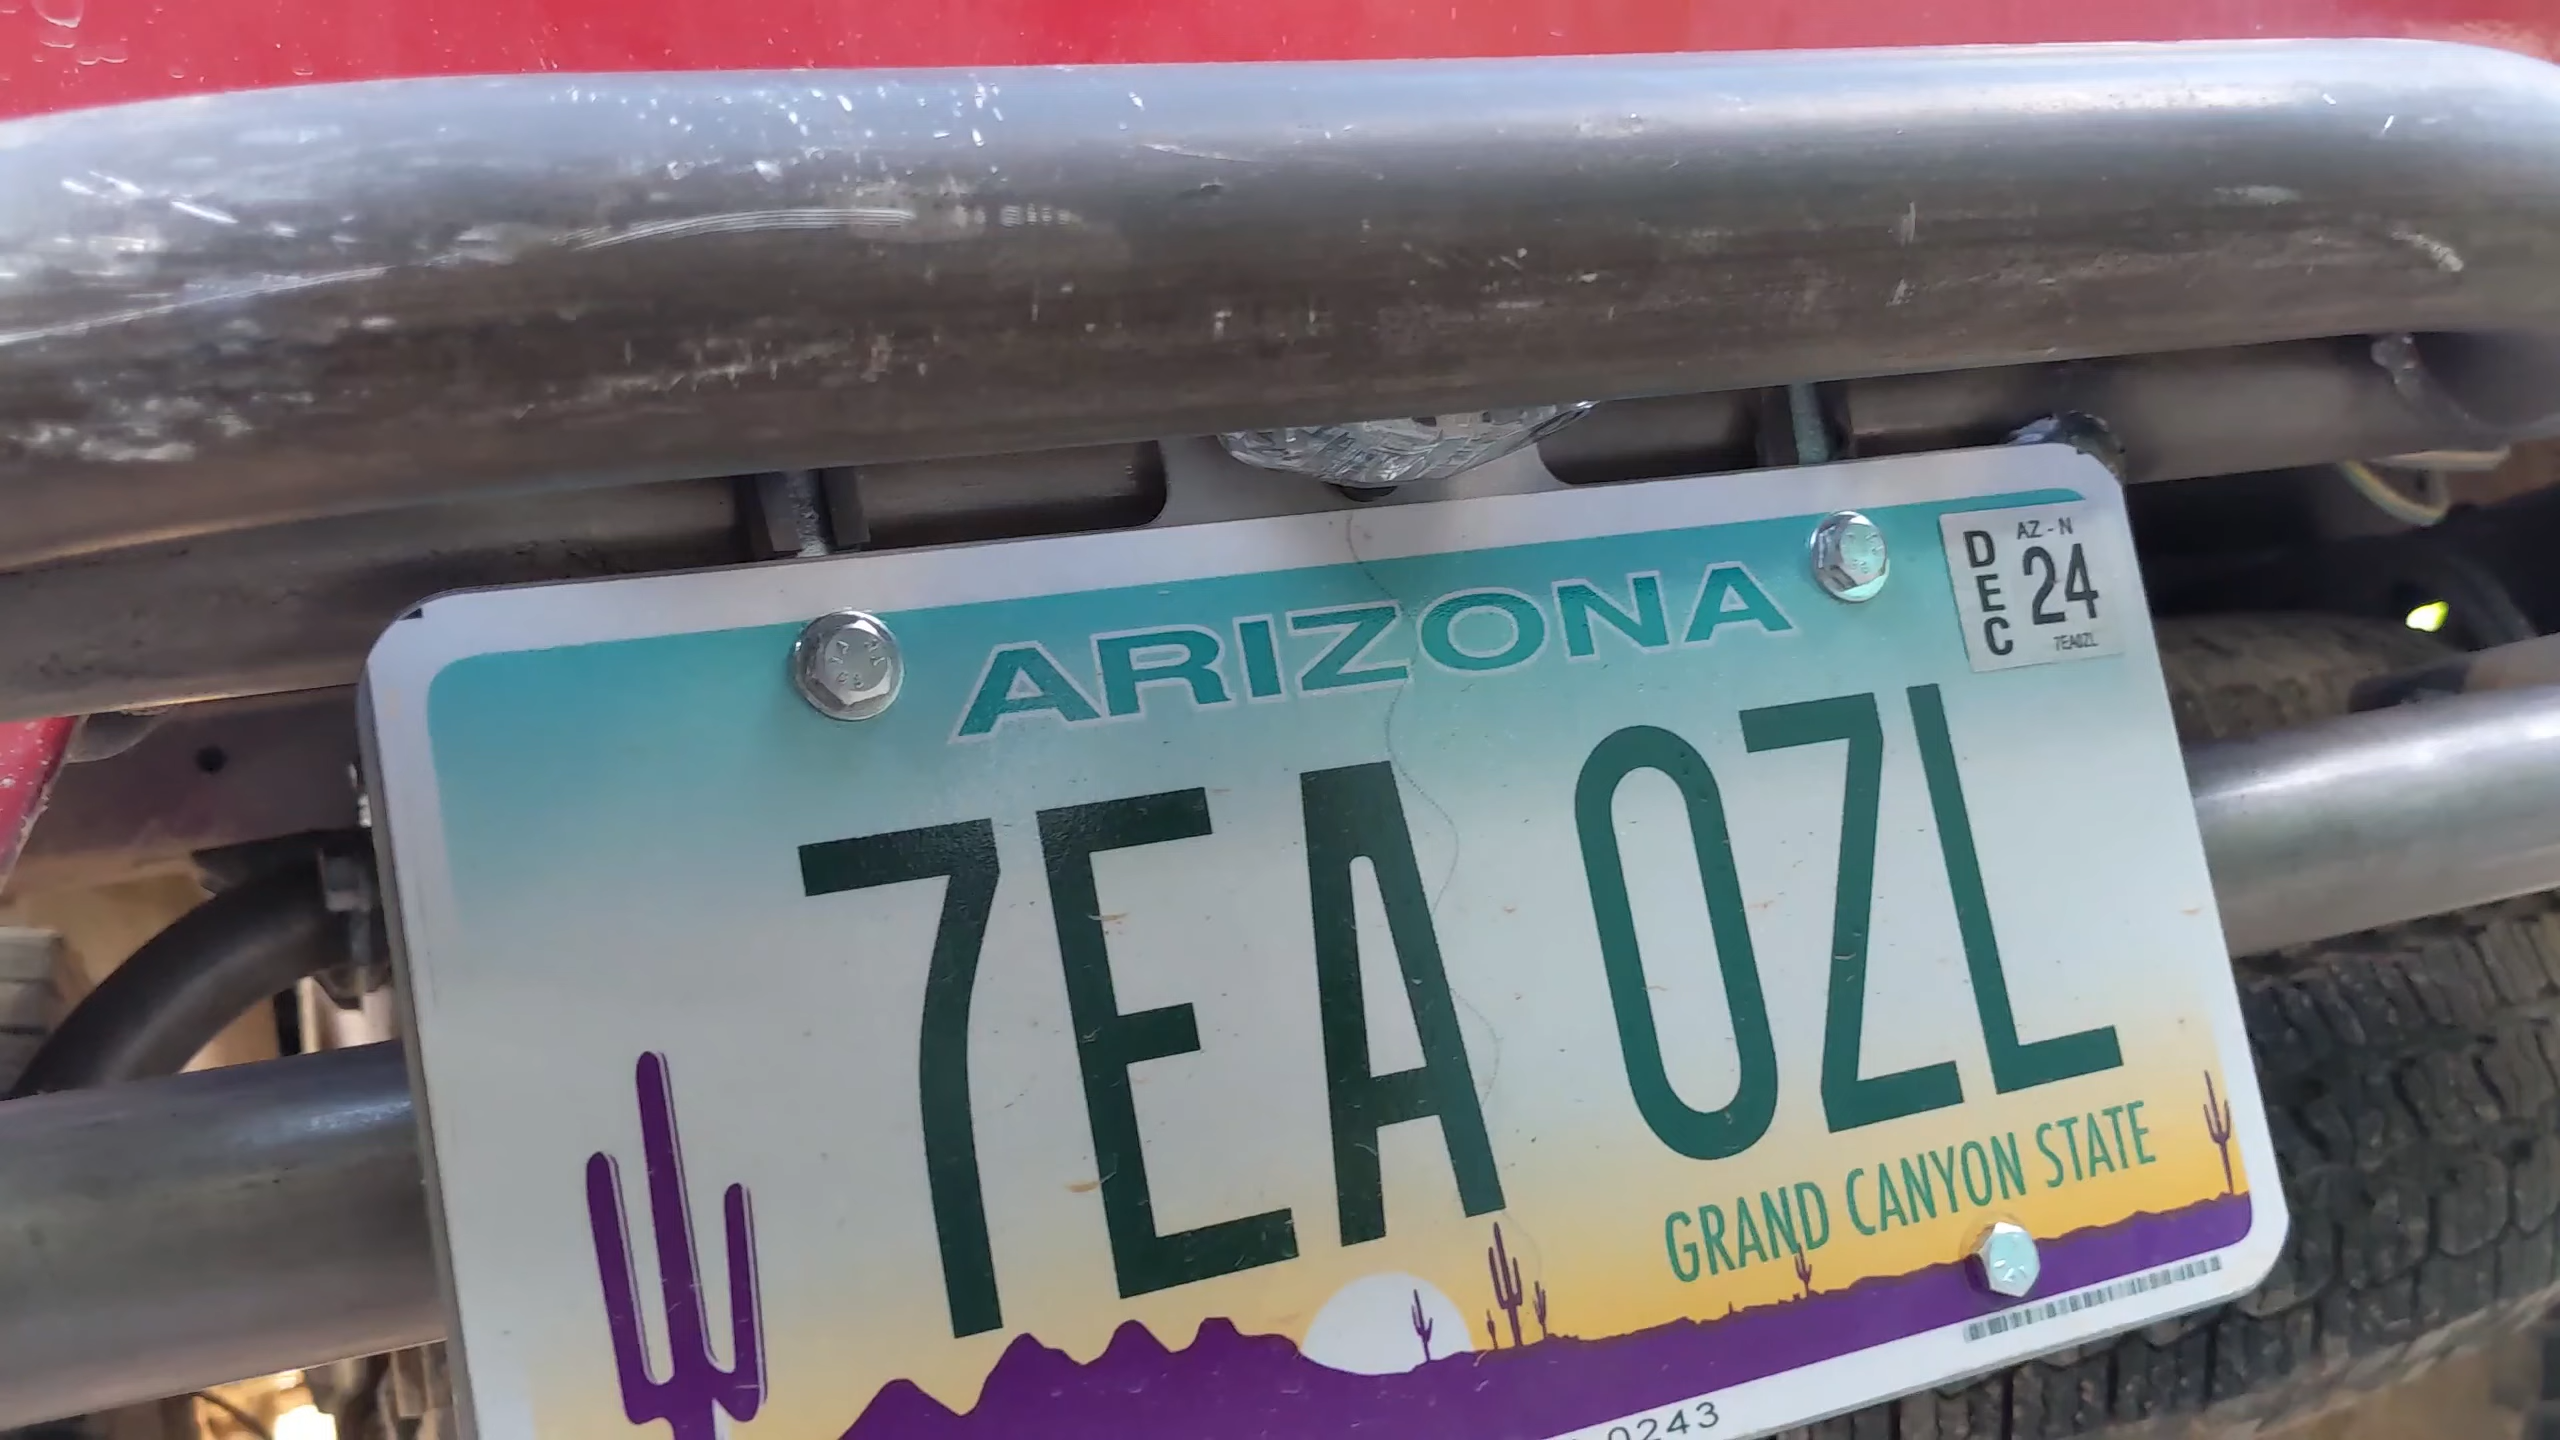 ARIZONA
DEC
AZ-N
24
7EA0ZL
7EA 0ZL
GRAND CANYON STATE
0243